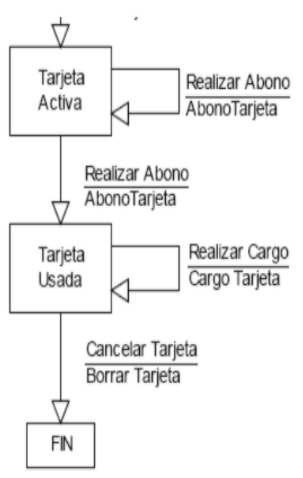 Tarjeta
Activa
Realizar Abono
AbonoTarjeta
Realizar Abono
AbonoTarjeta
Tarjeta
Usada
Realizar Cargo
Cargo Tarjeta
Cancelar Tarjeta
Borrar Tarjeta
FIN